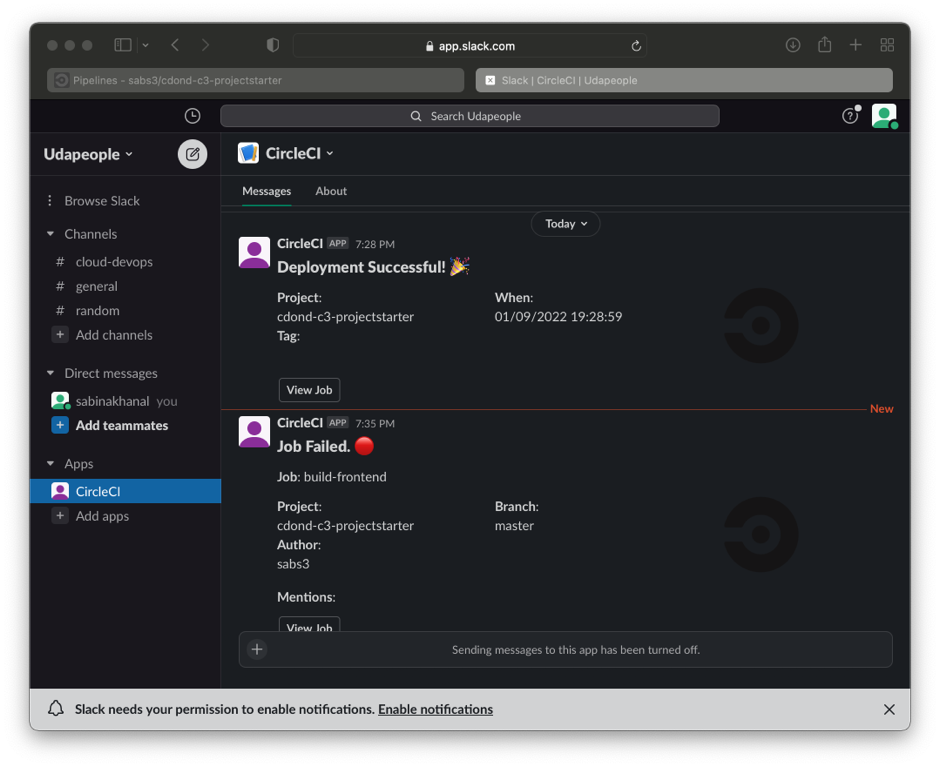 app.slack.com
Pipelines - sabs3/cdond-c3-projectstarter
Slack | CircleCI | Udapeople
Search Udapeople
Udapeople
CircleCI
Browse Slack
Messages
About
Channels
Today
# cloud-devops
# general
# random
+ Add channels
Direct messages
sabinakhanal you
+ Add teammates
Apps
CircleCI
+ Add apps
CircleCI APP 7:28 PM
Deployment Successful! 🎉
Project:
When:
cdond-c3-projectstarter
01/09/2022 19:28:59
Tag:
View Job
New
CircleCI APP 7:35 PM
Job Failed. 🔴
Job: build-frontend
Project:
Branch:
cdond-c3-projectstarter
master
Author:
sabs3
Mentions:
View Job
Sending messages to this app has been turned off.
Slack needs your permission to enable notifications. Enable notifications